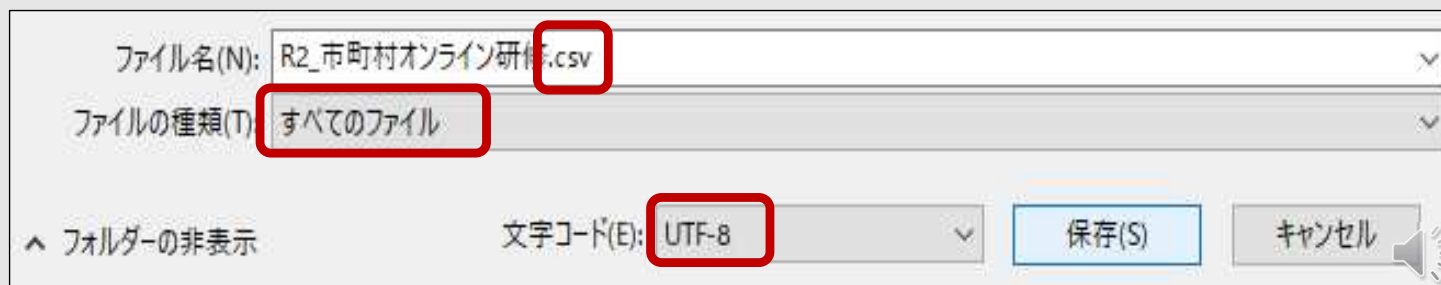 ファイル名(N): R2_市町村オンライン研修.csv
ファイルの種類(T): すべてのファイル
フォルダーの非表示 文字コード(E): UTF-8 保存(S) キャンセル